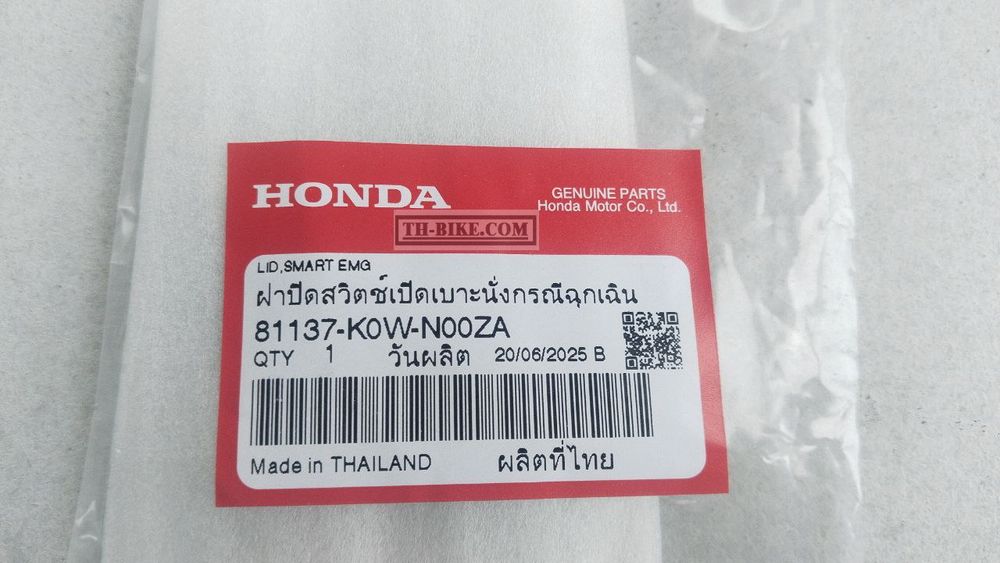 HONDA
GENUINE PARTS
Honda Motor Co., Ltd.
TH-BIKE.COM
LID,SMART EMG
ฝาปิดสวิตช์เปิดเบาะนั่งกรณีฉุกเฉิน
81137-K0W-N00ZA
QTY 1 วันผลิต 20/06/2025 B
Made in THAILAND ผลิตที่ไทย